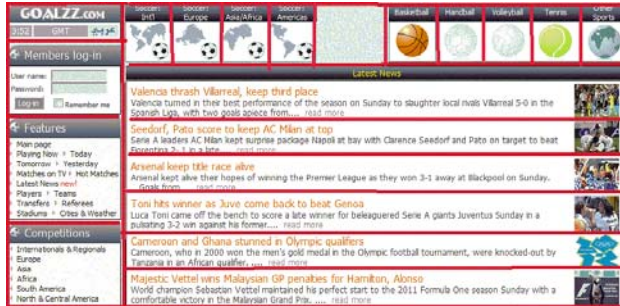 GOALZZ.COM
3:52 GMT
Members log-in
User name:
Password:
Log-in Remember me
Features
Main page
Playing Now Today
Tomorrow Yesterday
Matches on TV Hot Matches
Latest News new!
Players Teams
Transfers Referees
Stadiums Cities & Weather
Competitions
Internationals & Regionals
Europe
Asia
Africa
South America
North & Central America
Soccer: Int'l
Soccer: Europe
Soccer: Asia/Africa
Soccer: Americas
Basketball
Handball
Volleyball
Tennis
Other Sports
Latest News
Valencia thrash Villarreal, keep third place
Valencia turned in their best performance of the season on Sunday to slaughter local rivals Villarreal 5-0 in the
Spanish Liga, with two goals apiece from.... read more
Seedorf, Pato score to keep AC Milan at top
Serie A leaders AC Milan kept surprise package Napoli at bay with Clarence Seedorf and Pato on target to beat
Fiorentina 2-1 in a late.... read more
Arsenal keep title race alive
Arsenal kept alive their hopes of winning the Premier League as they won 3-1 away at Blackpool on Sunday.
Goals from.... read more
Toni hits winner as Juve come back to beat Genoa
Luca Toni came off the bench to score a late winner for beleaguered Serie A giants Juventus Sunday in a
pulsating 3-2 win against his former.... read more
Cameroon and Ghana stunned in Olympic qualifiers
Cameroon, who in 2000 won the men's gold medal in the Olympic football tournament, were knocked-out by
Tanzania in an African qualifier. .... read more
Majestic Vettel wins Malaysian GP penalties for Hamilton, Alonso
World champion Sebastian Vettel maintained his perfect start to the 2011 Formula One season Sunday with a
comfortable victory in the Malaysian Grand Prix. .... read more